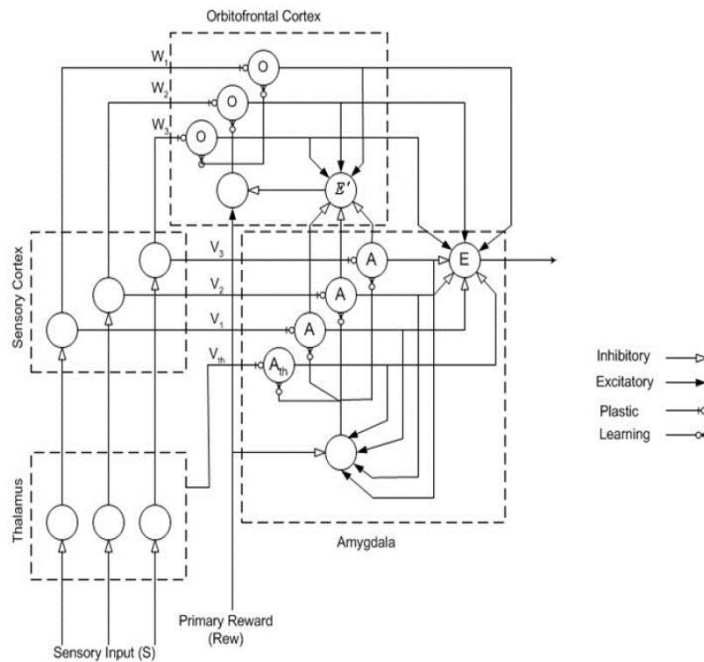 Orbitofrontal Cortex
W1
O
W2
O
W3
O
E'
Sensory Cortex
V3
A
E
V2
A
V1
A
Vth
Ath
Inhibitory
Excitatory
Plastic
Learning
Thalamus
Amygdala
Primary Reward
(Rew)
Sensory Input (S)